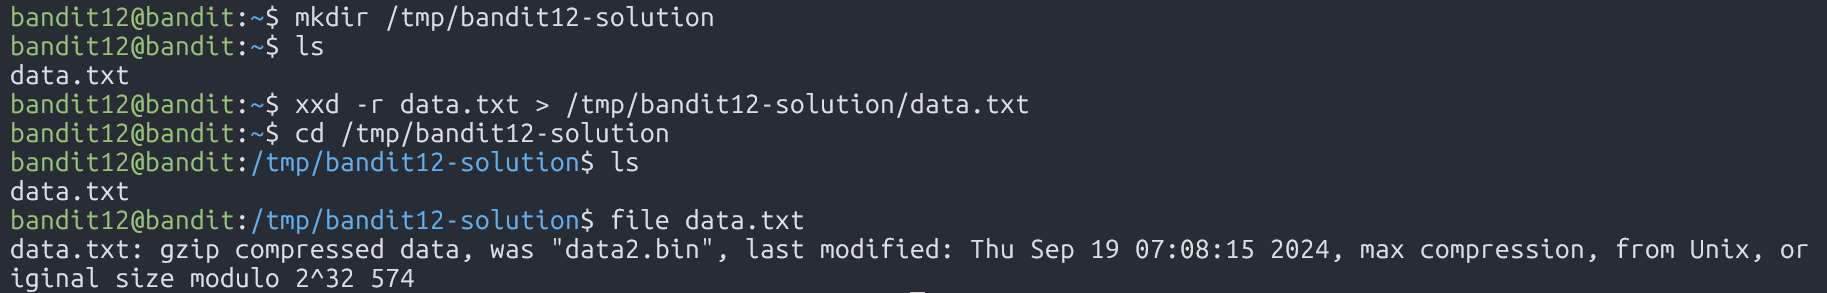 bandit12@bandit:~$ mkdir /tmp/bandit12-solution
bandit12@bandit:~$ ls
data.txt
bandit12@bandit:~$ xxd -r data.txt > /tmp/bandit12-solution/data.txt
bandit12@bandit:~$ cd /tmp/bandit12-solution
bandit12@bandit:/tmp/bandit12-solution$ ls
data.txt
bandit12@bandit:/tmp/bandit12-solution$ file data.txt
data.txt: gzip compressed data, was "data2.bin", last modified: Thu Sep 19 07:08:15 2024, max compression, from Unix, or
iginal size modulo 2^32 574